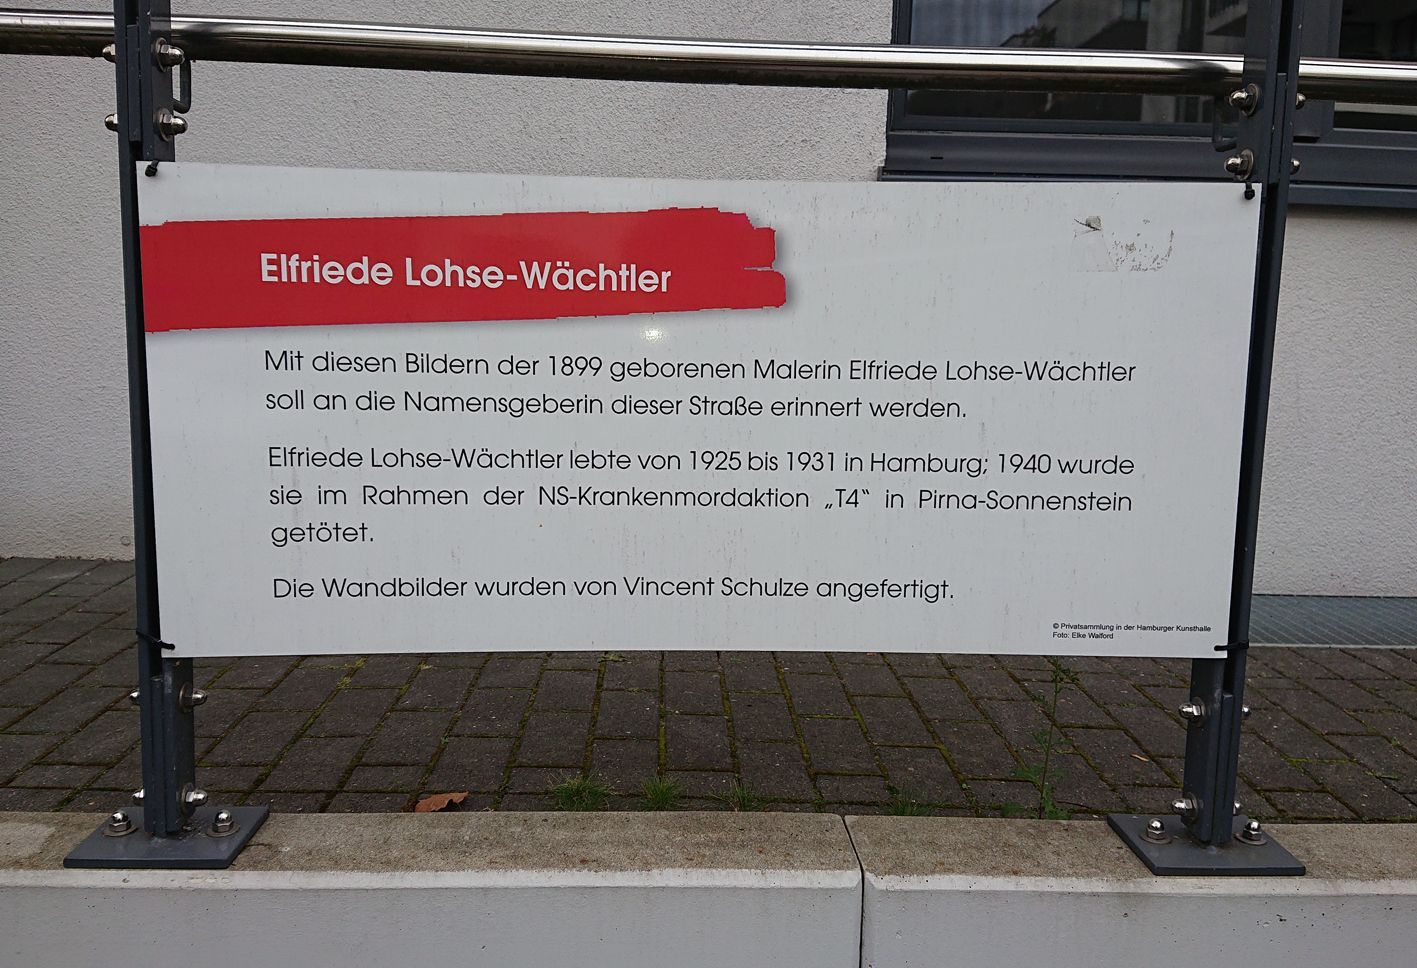 Elfriede Lohse-Wächtler
Mit diesen Bildern der 1899 geborenen Malerin Elfriede Lohse-Wächtler
soll an die Namensgeberin dieser Straße erinnert werden.
Elfriede Lohse-Wächtler lebte von 1925 bis 1931 in Hamburg; 1940 wurde
sie im Rahmen der NS-Krankenmordaktion „T4“ in Pirna-Sonnenstein
getötet.
Die Wandbilder wurden von Vincent Schulze angefertigt.
© Privatsammlung in der Hamburger Kunsthalle
Foto: Elke Walford